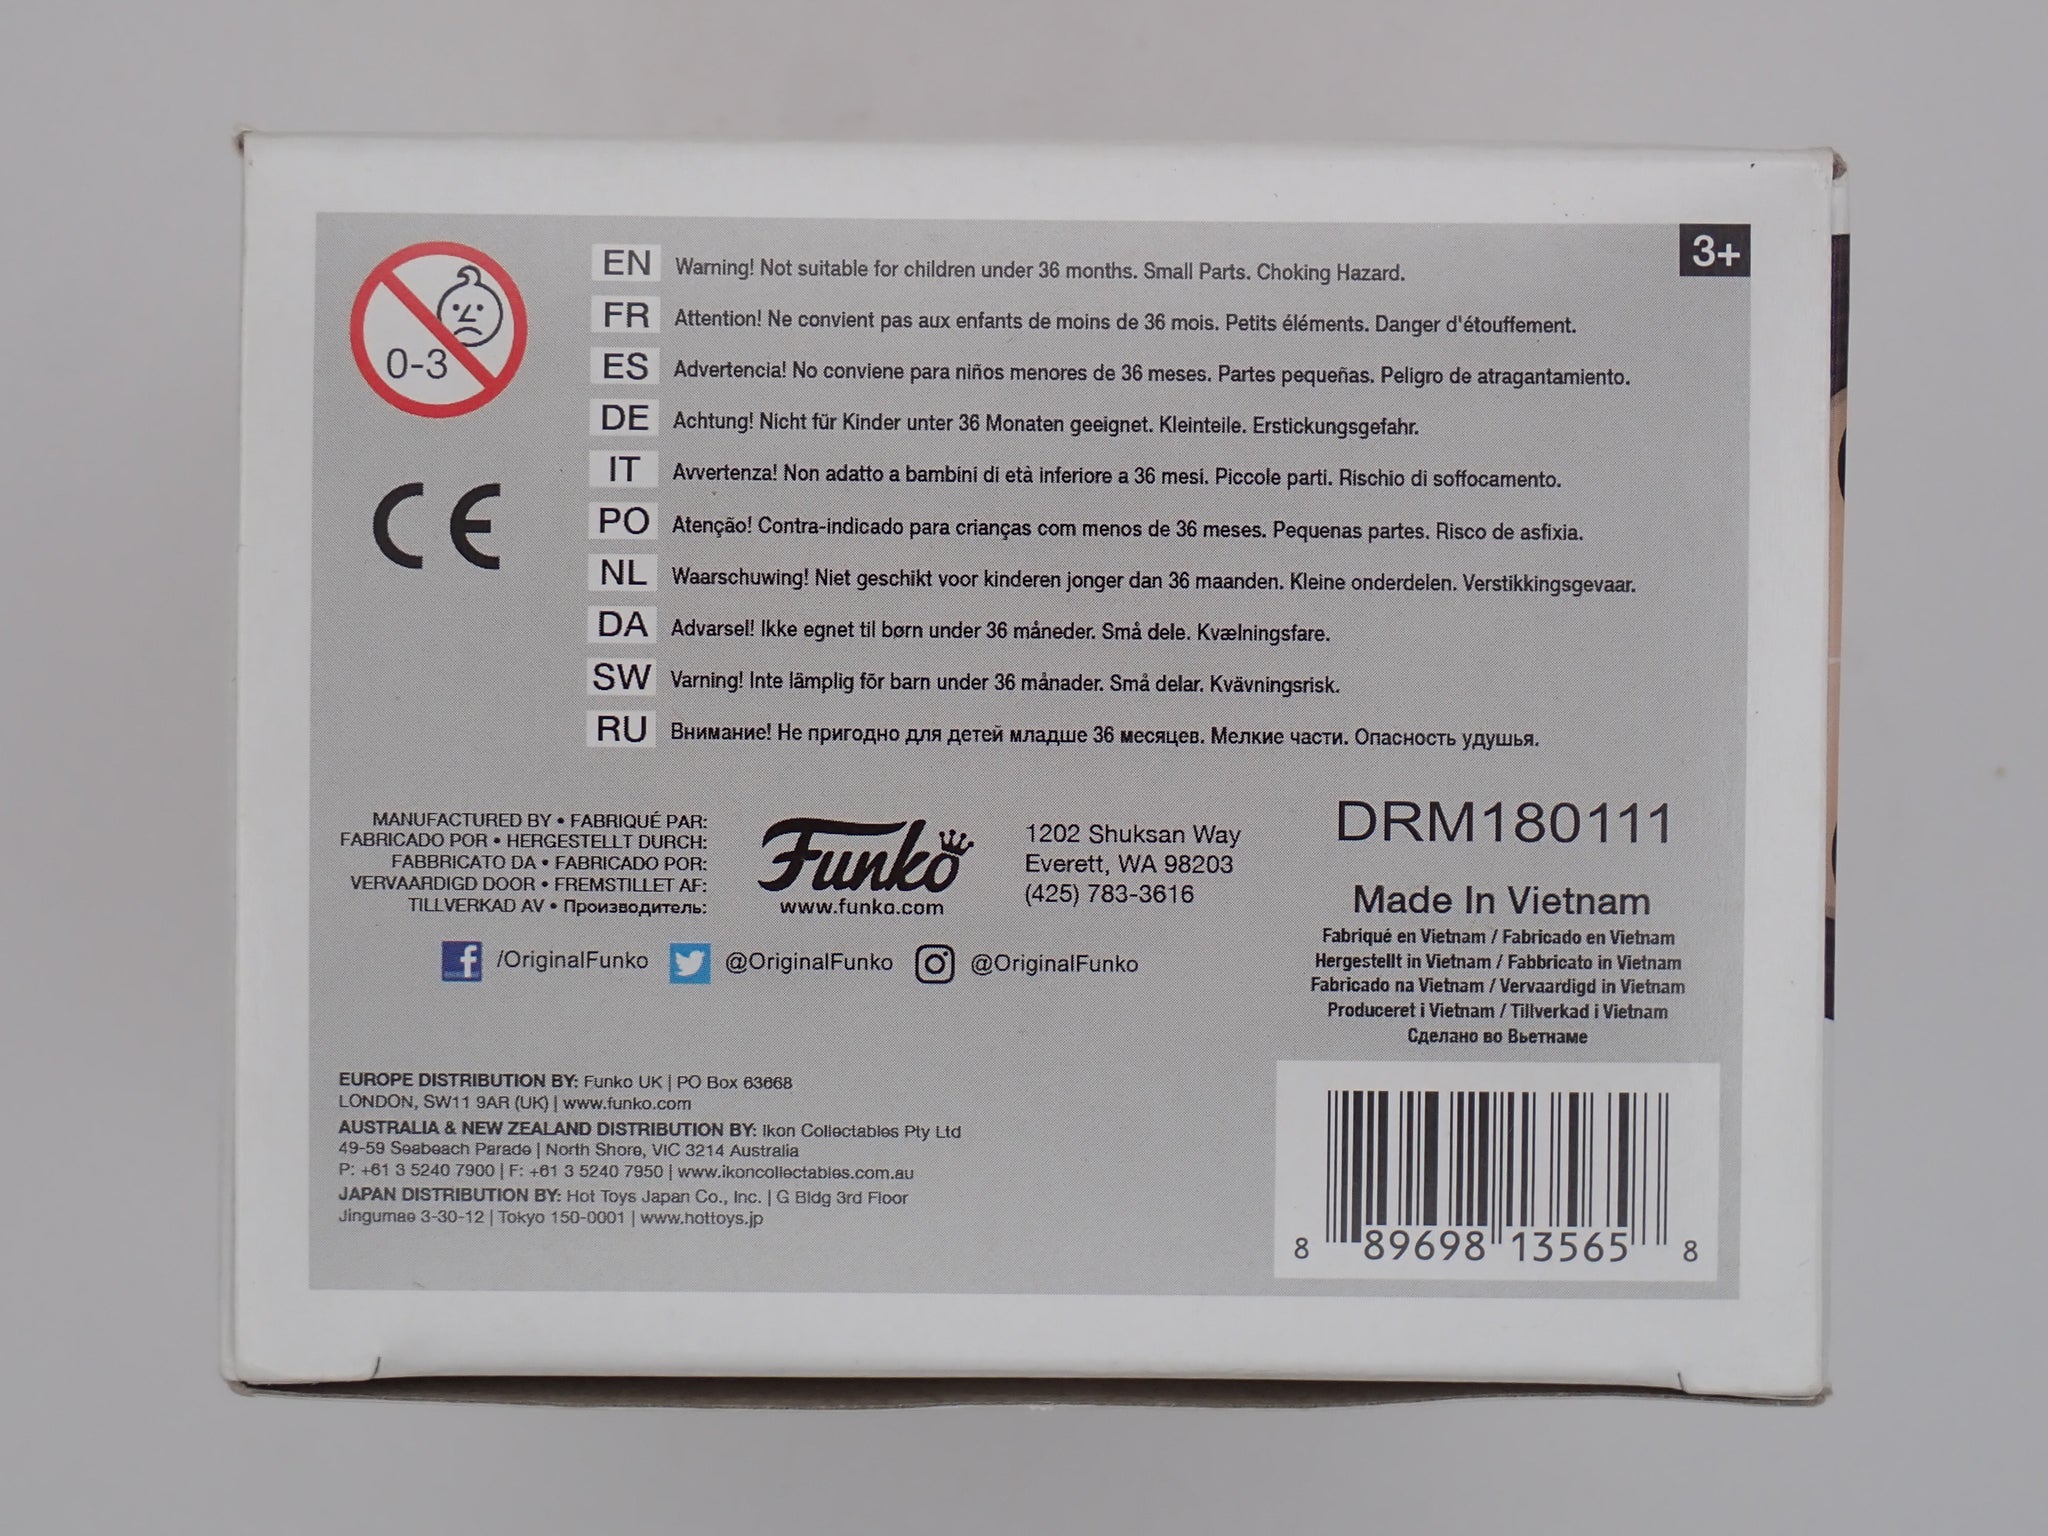 3+
0-3
CE
EN Warning! Not suitable for children under 36 months. Small Parts. Choking Hazard.
FR Attention! Ne convient pas aux enfants de moins de 36 mois. Petits éléments. Danger d'étouffement.
ES Advertencia! No conviene para niños menores de 36 meses. Partes pequeñas. Peligro de atragantamiento.
DE Achtung! Nicht für Kinder unter 36 Monaten geeignet. Kleinteile. Erstickungsgefahr.
IT Avvertenza! Non adatto a bambini di età inferiore a 36 mesi. Piccole parti. Rischio di soffocamento.
PO Atenção! Contra-indicado para crianças com menos de 36 meses. Pequenas partes. Risco de asfixia.
NL Waarschuwing! Niet geschikt voor kinderen jonger dan 36 maanden. Kleine onderdelen. Verstikkingsgevaar.
DA Advarsel! Ikke egnet til børn under 36 måneder. Små dele. Kvælningsfare.
SW Varning! Inte lämplig för barn under 36 månader. Små delar. Kvävningsrisk.
RU Внимание! Не пригодно для детей младше 36 месяцев. Мелкие части. Опасность удушья.
MANUFACTURED BY • FABRIQUÉ PAR:
FABRICADO POR • HERGESTELLT DURCH:
FABBRICATO DA • FABRICADO POR:
VERVAARDIGD DOOR • FREMSTILLET AF:
TILLVERKAD AV • Производитель:
Funko
www.funko.com
1202 Shuksan Way
Everett, WA 98203
(425) 783-3616
/OriginalFunko @OriginalFunko @OriginalFunko
DRM180111
Made In Vietnam
Fabriqué en Vietnam / Fabricado en Vietnam
Hergestellt in Vietnam / Fabbricato in Vietnam
Fabricado na Vietnam / Vervaardigd in Vietnam
Produceret i Vietnam / Tillverkad i Vietnam
Сделано во Вьетнаме
EUROPE DISTRIBUTION BY: Funko UK | PO Box 63668
LONDON, SW11 9AR (UK) | www.funko.com
AUSTRALIA & NEW ZEALAND DISTRIBUTION BY: Ikon Collectables Pty Ltd
49-59 Seabeach Parade | North Shore, VIC 3214 Australia
P: +61 3 5240 7900 | F: +61 3 5240 7950 | www.ikoncollectables.com.au
JAPAN DISTRIBUTION BY: Hot Toys Japan Co., Inc. | G Bldg 3rd Floor
Jingumae 3-30-12 | Tokyo 150-0001 | www.hottoys.jp
8 89698 13565 8